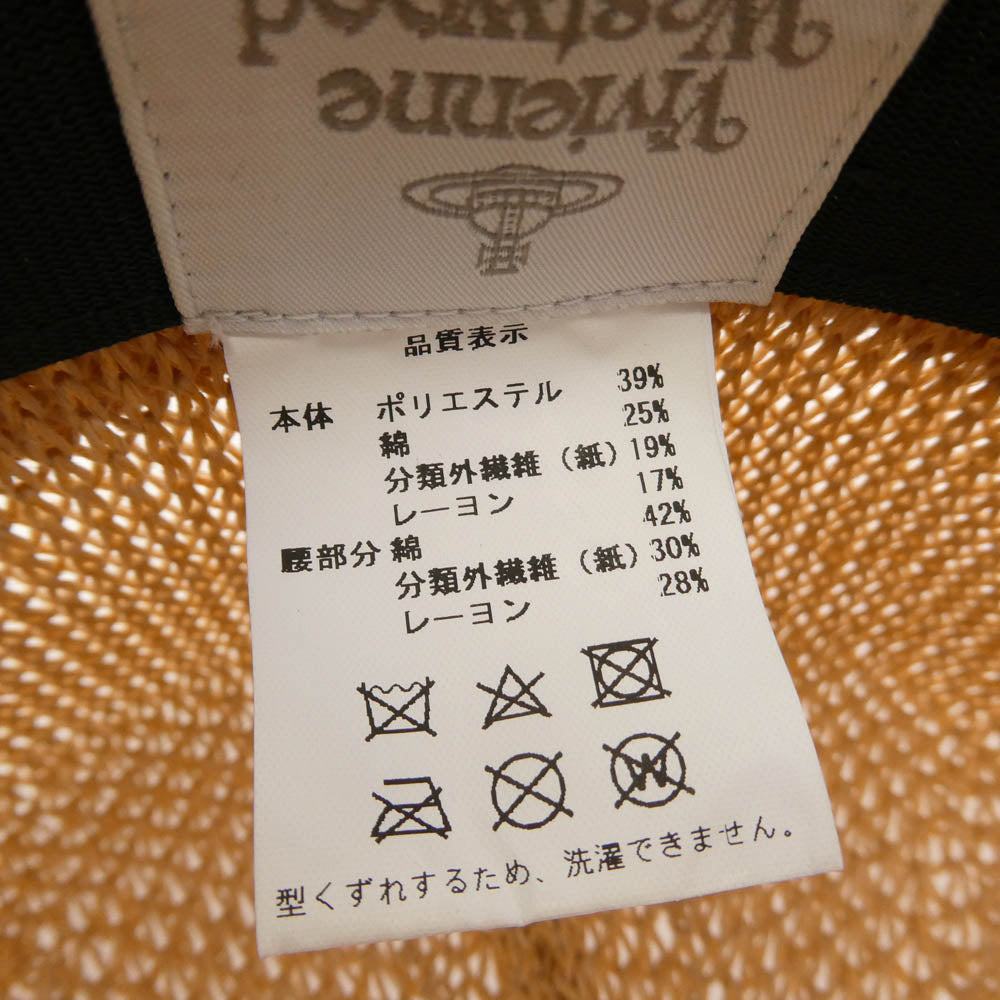 Vivienne
Westwood
品質表示
本体 ポリエステル 39%
綿 25%
分類外繊維（紙） 19%
レーヨン 17%
腰部分 綿 42%
分類外繊維（紙） 30%
レーヨン 28%
W
型くずれするため、洗濯できません。